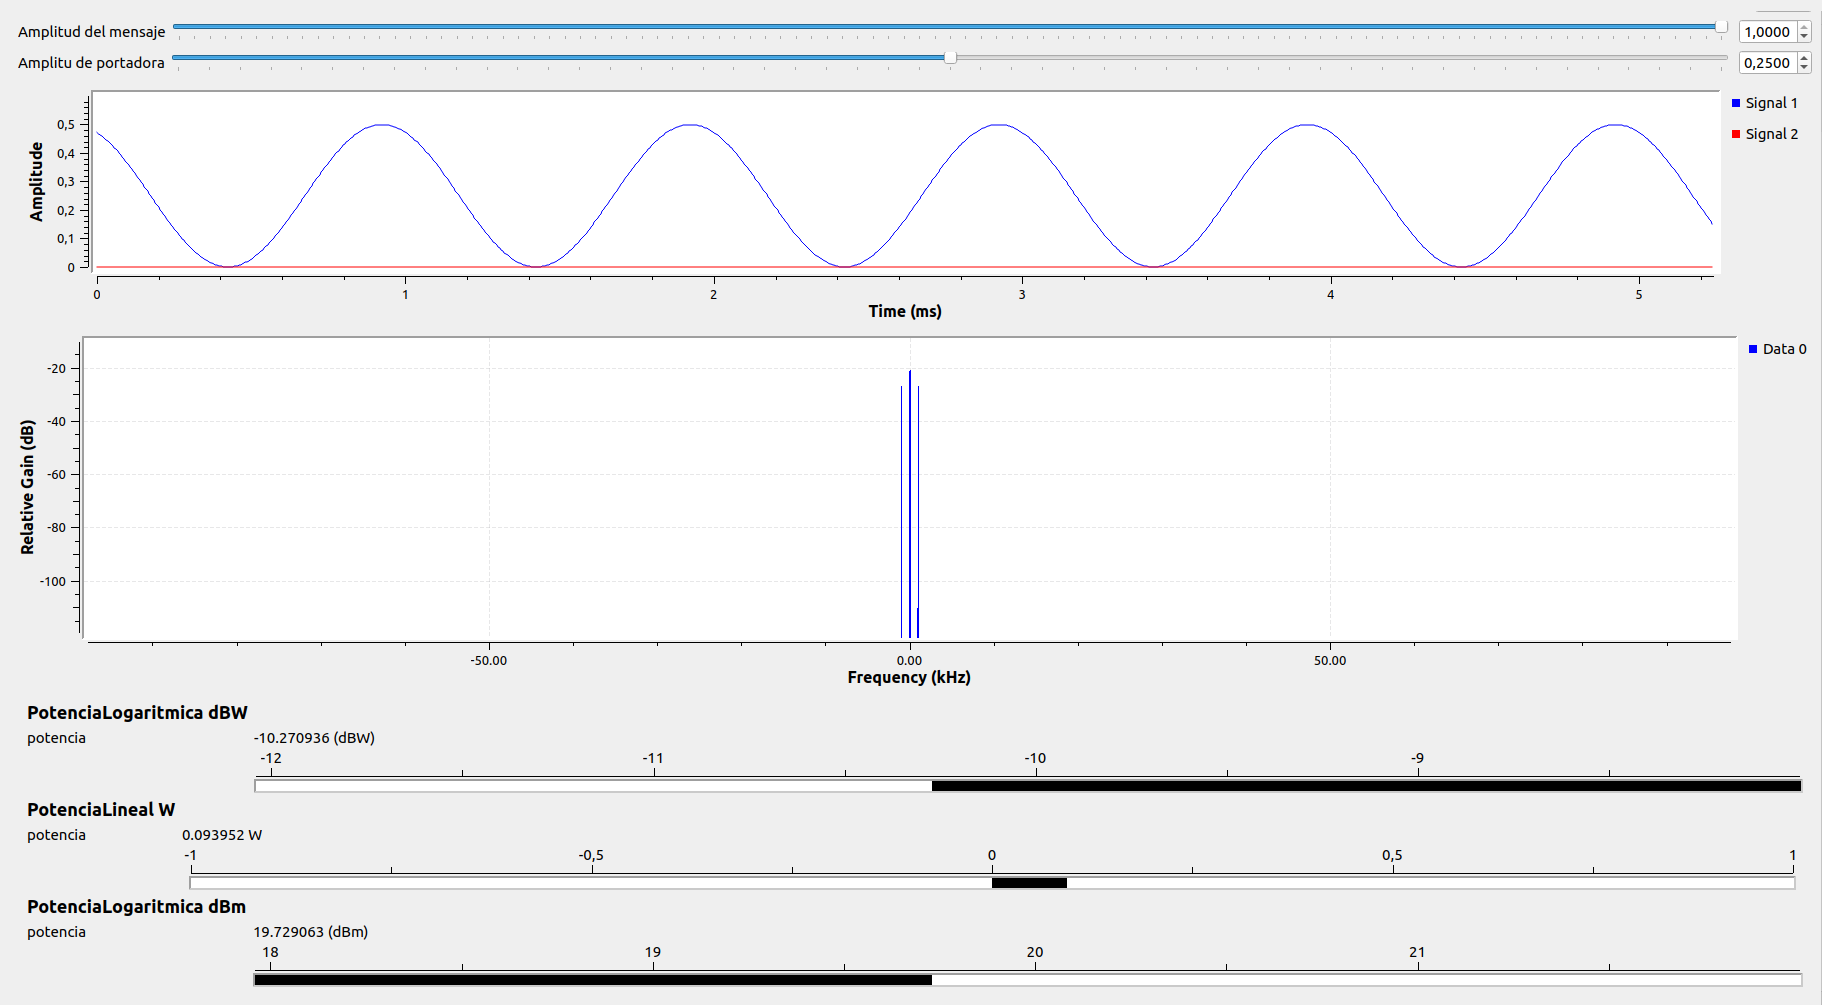 Amplitud del mensaje 1,0000
Amplitu de portadora 0,2500
Signal 1
Signal 2
Amplitude
0,5
0,4
0,3
0,2
0,1
0
0 1 2 3 4 5
Time (ms)
Data 0
Relative Gain (dB)
-20
-40
-60
-80
-100
-50.00 0.00 50.00
Frequency (kHz)
PotenciaLogaritmica dBW
potencia -10.270936 (dBW)
-12 -11 -10 -9
PotenciaLineal W
potencia 0.093952 W
-1 -0,5 0 0,5 1
PotenciaLogaritmica dBm
potencia 19.729063 (dBm)
18 19 20 21